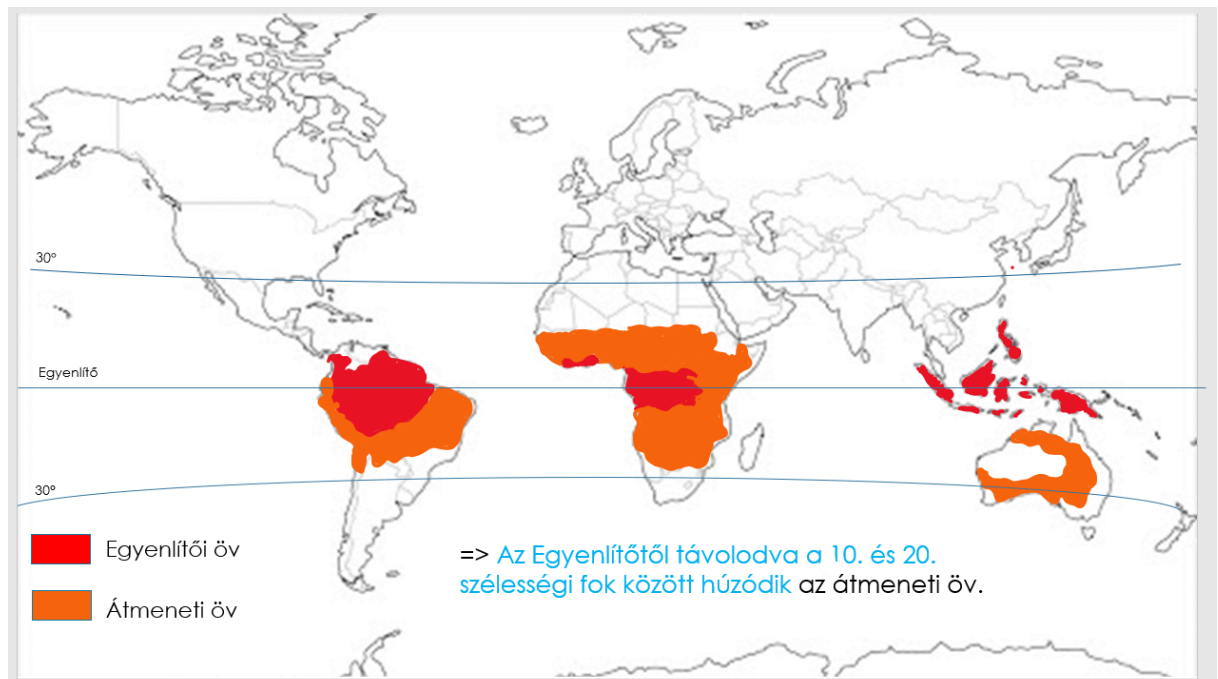 30°
Egyenlítő
30°
Egyenlítői öv
Átmeneti öv
=> Az Egyenlítőtől távolodva a 10. és 20.
szélességi fok között húzódik az átmeneti öv.